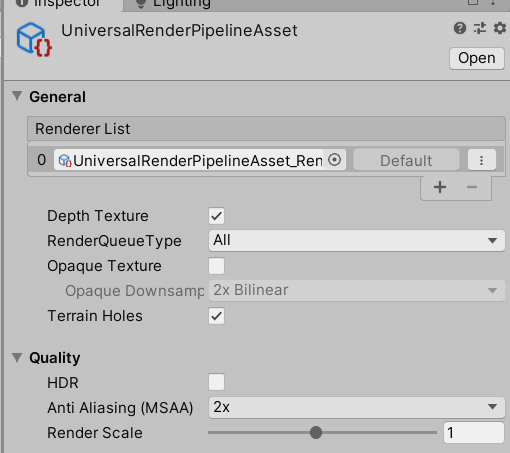 Inspector
Lighting
UniversalRenderPipelineAsset
Open
General
Renderer List
0 UniversalRenderPipelineAsset_Ren Default
Depth Texture
RenderQueueType All
Opaque Texture
Opaque Downsamp 2x Bilinear
Terrain Holes
Quality
HDR
Anti Aliasing (MSAA) 2x
Render Scale 1